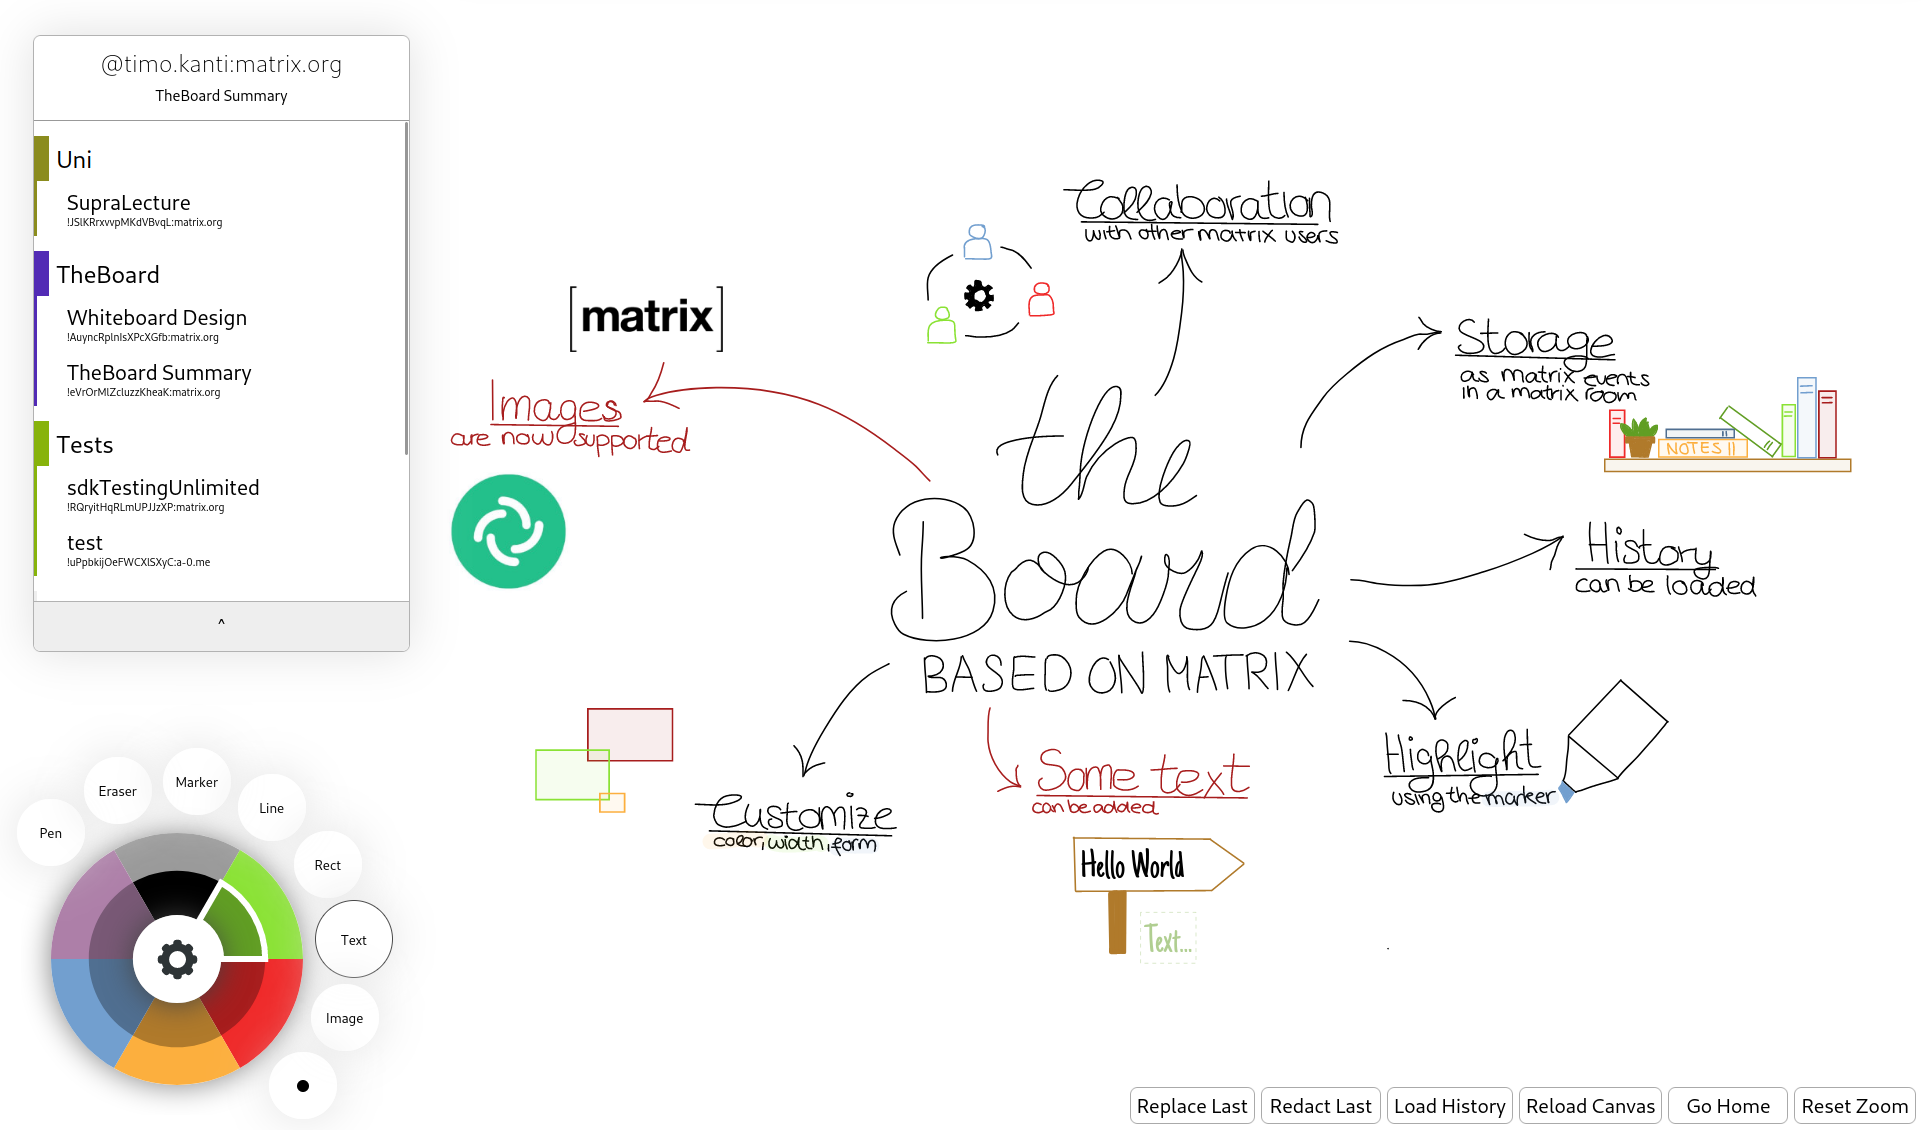 @timo.kanti:matrix.org
TheBoard Summary
Uni
SupraLecture
!JSlKRrxvvpMKdVBvqL:matrix.org
TheBoard
Whiteboard Design
!AuyncRplnIsXPcXGfb:matrix.org
TheBoard Summary
!eVrOrMlZcluzzKheaK:matrix.org
Tests
sdkTestingUnlimited
!RQryitHqRLmUPJJzXP:matrix.org
test
!uPpbkijOeFWCXISXyC:a-0.me
^
Pen
Eraser
Marker
Line
Rect
Text
Image
[matrix]
Images
are now supported
Collaboration
with other matrix users
Storage
as matrix events
in a matrix room
NOTES II
the
Board
BASED ON MATRIX
History
can be loaded
Highlight
using the marker
Customize
color, width, form
Some text
can be added
Hello World
Text...
Replace Last
Redact Last
Load History
Reload Canvas
Go Home
Reset Zoom